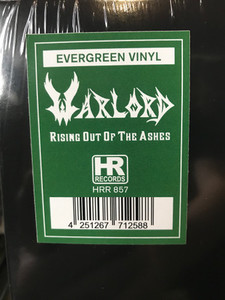 EVERGREEN VINYL
WARLORD
RISING OUT OF THE ASHES
HR
RECORDS
HRR 857
4 251267 712588